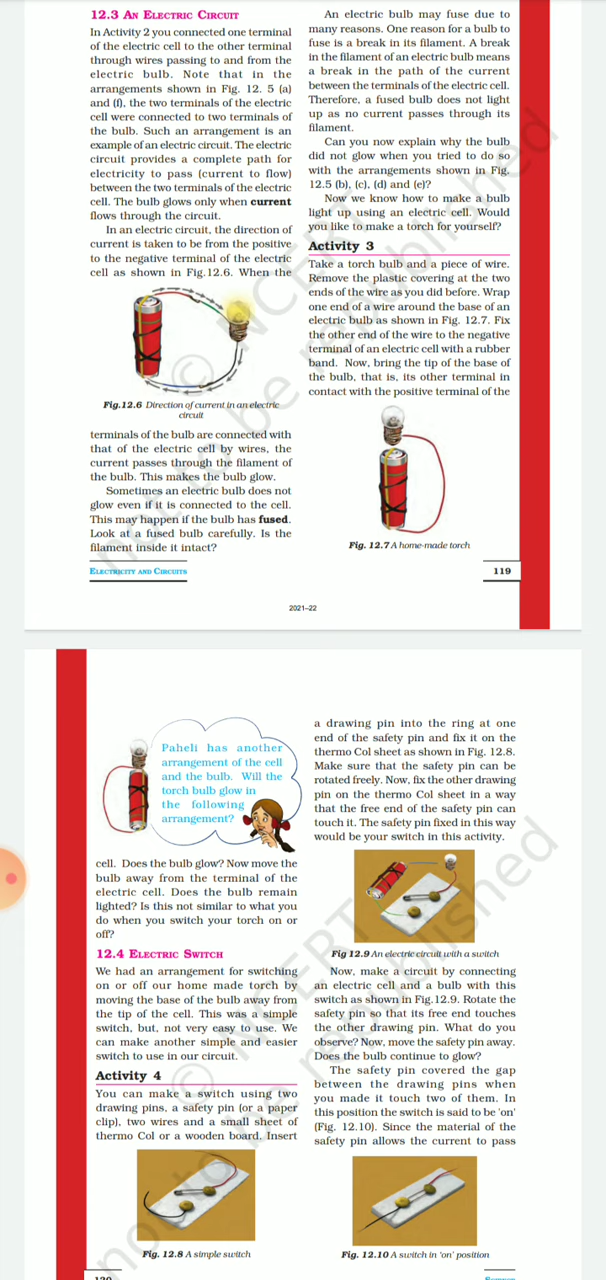 12.3 AN ELECTRIC CIRCUIT
In Activity 2 you connected one terminal
of the electric cell to the other terminal
through wires passing to and from the
electric bulb. Note that in the
arrangements shown in Fig. 12. 5 (a)
and (f), the two terminals of the electric
cell were connected to two terminals of
the bulb. Such an arrangement is an
example of an electric circuit. The electric
circuit provides a complete path for
electricity to pass (current to flow)
between the two terminals of the electric
cell. The bulb glows only when current
flows through the circuit.
In an electric circuit, the direction of
current is taken to be from the positive
to the negative terminal of the electric
cell as shown in Fig.12.6. When the
Fig.12.6 Direction of current in an electric
circuit
terminals of the bulb are connected with
that of the electric cell by wires, the
current passes through the filament of
the bulb. This makes the bulb glow.
Sometimes an electric bulb does not
glow even if it is connected to the cell.
This may happen if the bulb has fused.
Look at a fused bulb carefully. Is the
filament inside it intact?
An electric bulb may fuse due to
many reasons. One reason for a bulb to
fuse is a break in its filament. A break
in the filament of an electric bulb means
a break in the path of the current
between the terminals of the electric cell.
Therefore, a fused bulb does not light
up as no current passes through its
filament.
Can you now explain why the bulb
did not glow when you tried to do so
with the arrangements shown in Fig.
12.5 (b), (c), (d) and (e)?
Now we know how to make a bulb
light up using an electric cell. Would
you like to make a torch for yourself?
Activity 3
Take a torch bulb and a piece of wire.
Remove the plastic covering at the two
ends of the wire as you did before. Wrap
one end of a wire around the base of an
electric bulb as shown in Fig. 12.7. Fix
the other end of the wire to the negative
terminal of an electric cell with a rubber
band. Now, bring the tip of the base of
the bulb, that is, its other terminal in
contact with the positive terminal of the
Fig. 12.7 A home-made torch
ELECTRICITY AND CIRCUITS
119
2021–22
© NCERT
not to be republished
Paheli has another
arrangement of the cell
and the bulb. Will the
torch bulb glow in
the following
arrangement?
cell. Does the bulb glow? Now move the
bulb away from the terminal of the
electric cell. Does the bulb remain
lighted? Is this not similar to what you
do when you switch your torch on or
off?
12.4 ELECTRIC SWITCH
We had an arrangement for switching
on or off our home made torch by
moving the base of the bulb away from
the tip of the cell. This was a simple
switch, but, not very easy to use. We
can make another simple and easier
switch to use in our circuit.
Activity 4
You can make a switch using two
drawing pins, a safety pin (or a paper
clip), two wires and a small sheet of
thermo Col or a wooden board. Insert
Fig. 12.8 A simple switch
a drawing pin into the ring at one
end of the safety pin and fix it on the
thermo Col sheet as shown in Fig. 12.8.
Make sure that the safety pin can be
rotated freely. Now, fix the other drawing
pin on the thermo Col sheet in a way
that the free end of the safety pin can
touch it. The safety pin fixed in this way
would be your switch in this activity.
Fig 12.9 An electric circuit with a switch
Now, make a circuit by connecting
an electric cell and a bulb with this
switch as shown in Fig.12.9. Rotate the
safety pin so that its free end touches
the other drawing pin. What do you
observe? Now, move the safety pin away.
Does the bulb continue to glow?
The safety pin covered the gap
between the drawing pins when
you made it touch two of them. In
this position the switch is said to be 'on'
(Fig. 12.10). Since the material of the
safety pin allows the current to pass
Fig. 12.10 A switch in 'on' position
© NCERT
not to be republished